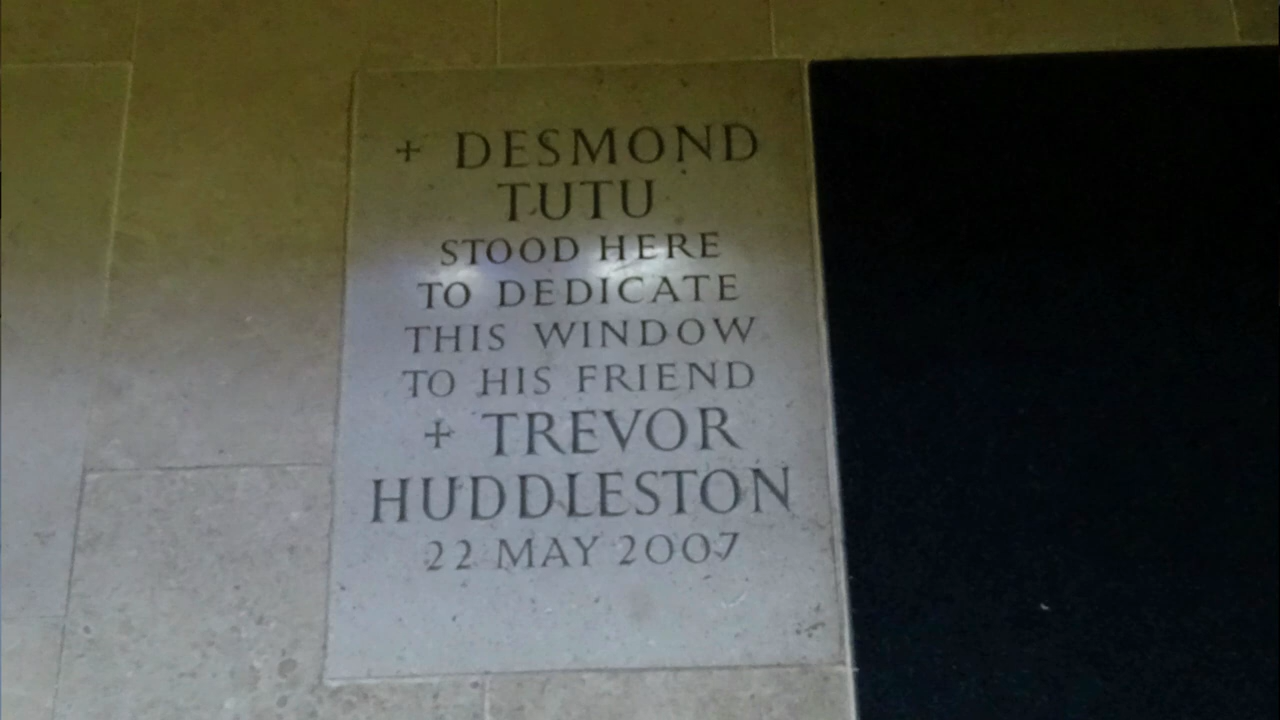 + DESMOND
TUTU
STOOD HERE
TO DEDICATE
THIS WINDOW
TO HIS FRIEND
+ TREVOR
HUDDLESTON
22 MAY 2007